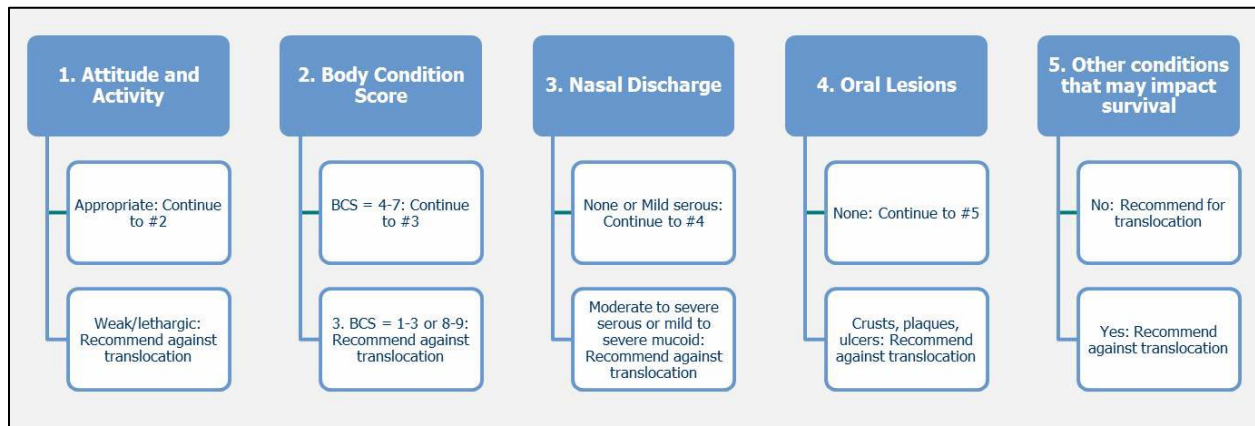 1. Attitude and
Activity
Appropriate: Continue
to #2
Weak/lethargic:
Recommend against
translocation
2. Body Condition
Score
BCS = 4-7: Continue
to #3
3. BCS = 1-3 or 8-9:
Recommend against
translocation
3. Nasal Discharge
None or Mild serous:
Continue to #4
Moderate to severe
serous or mild to
severe mucoid:
Recommend against
translocation
4. Oral Lesions
None: Continue to #5
Crusts, plaques,
ulcers: Recommend
against translocation
5. Other conditions
that may impact
survival
No: Recommend for
translocation
Yes: Recommend
against translocation